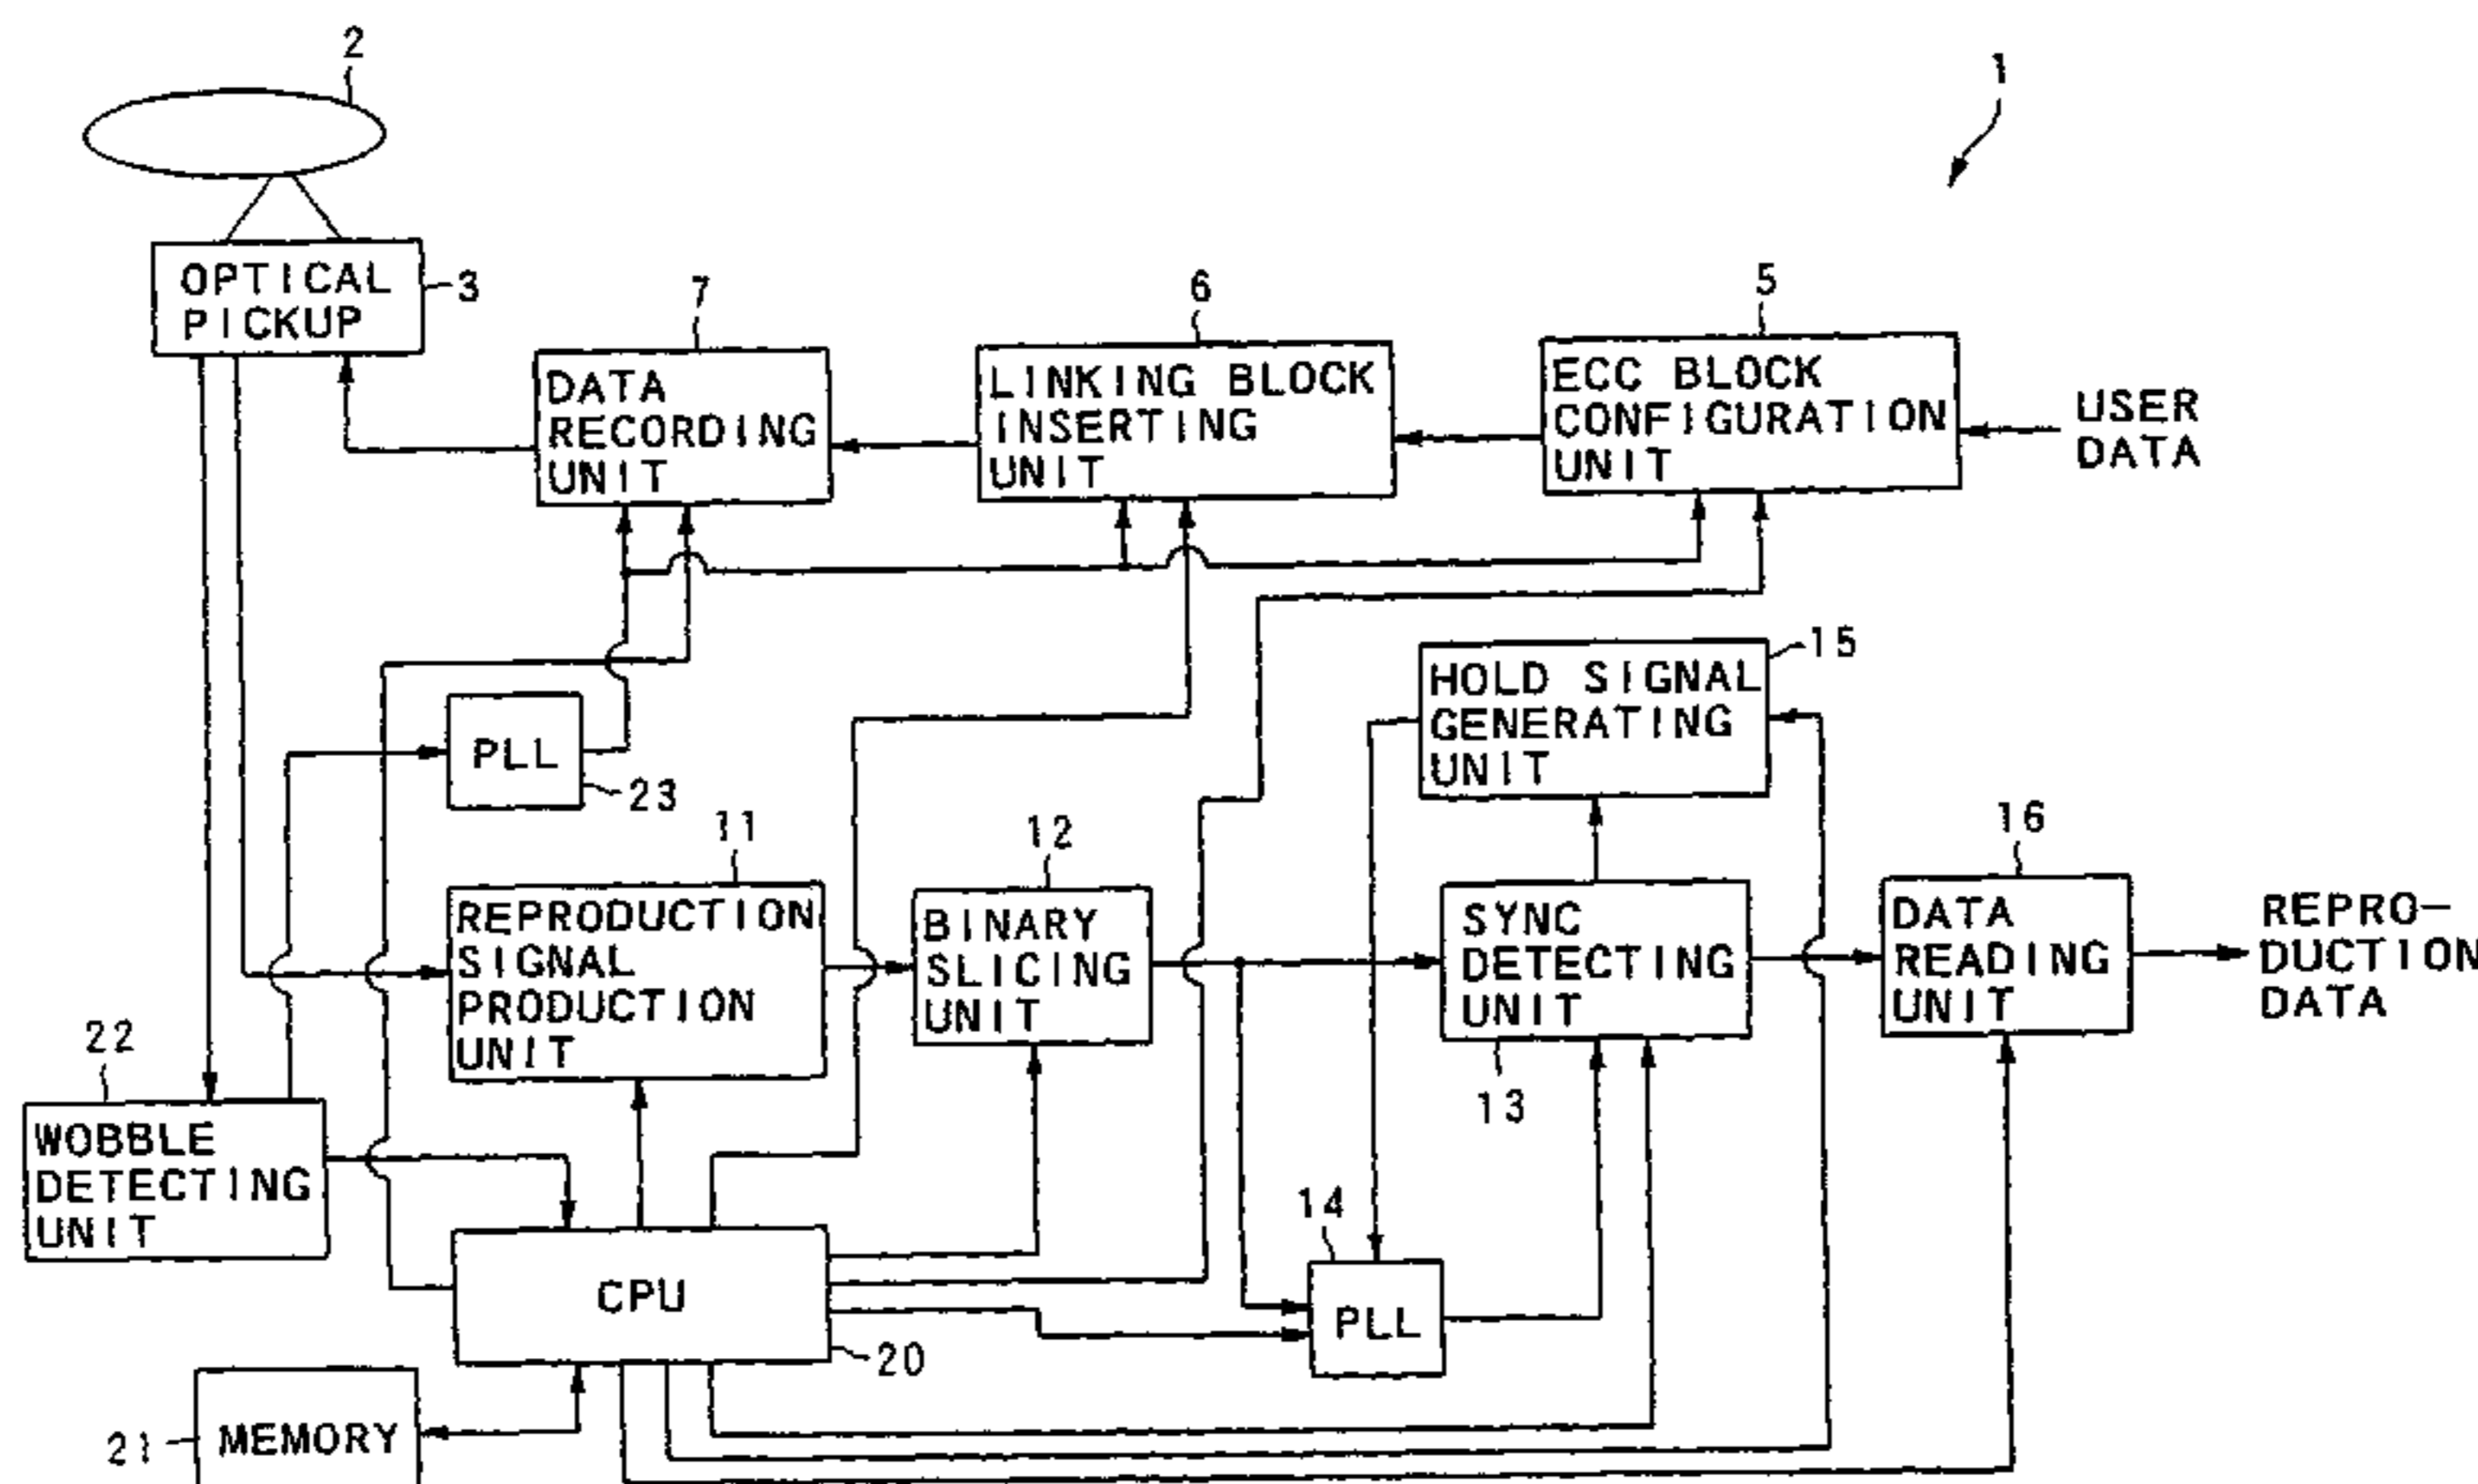 2
1
OPTICAL
PICKUP
3
7
6
5
DATA
RECORDING
UNIT
LINKING BLOCK
INSERTING
UNIT
ECC BLOCK
CONFIGURATION
UNIT
USER
DATA
15
HOLD SIGNAL
GENERATING
UNIT
PLL
23
11
12
16
REPRODUCTION
SIGNAL
PRODUCTION
UNIT
BINARY
SLICING
UNIT
SYNC
DETECTING
UNIT
13
DATA
READING
UNIT
REPRO-
DUCTION
DATA
22
WOBBLE
DETECTING
UNIT
14
PLL
CPU
20
21
MEMORY